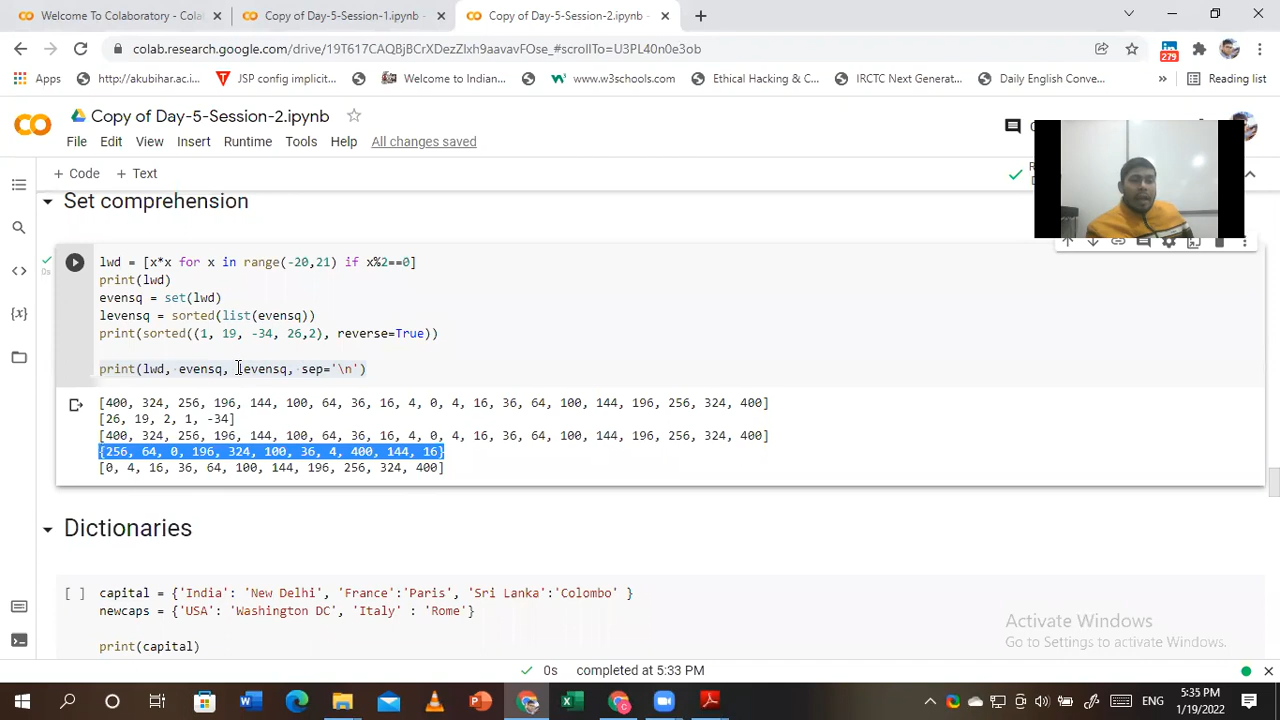 Welcome To Colaboratory - Colab
Copy of Day-5-Session-1.ipynb
Copy of Day-5-Session-2.ipynb
colab.research.google.com/drive/19T617CAQBjBCrXDezZlxh9aavavFOse_#scrollTo=U3PL40n0e3ob
279
Apps
http://akubihar.ac.i...
JSP config implicit...
Welcome to Indian...
www.w3schools.com
Ethical Hacking & C...
IRCTC Next Generat...
Daily English Conve...
»
Reading list
Copy of Day-5-Session-2.ipynb
File Edit View Insert Runtime Tools Help All changes saved
+ Code + Text
Set comprehension
lwd = [x*x for x in range(-20,21) if x%2==0]
print(lwd)
evensq = set(lwd)
levensq = sorted(list(evensq))
print(sorted((1, 19, -34, 26,2), reverse=True))
print(lwd, evensq, levensq, sep='\n')
0s
[400, 324, 256, 196, 144, 100, 64, 36, 16, 4, 0, 4, 16, 36, 64, 100, 144, 196, 256, 324, 400]
[26, 19, 2, 1, -34]
[400, 324, 256, 196, 144, 100, 64, 36, 16, 4, 0, 4, 16, 36, 64, 100, 144, 196, 256, 324, 400]
{256, 64, 0, 196, 324, 100, 36, 4, 400, 144, 16}
[0, 4, 16, 36, 64, 100, 144, 196, 256, 324, 400]
Dictionaries
[ ] capital = {'India': 'New Delhi', 'France':'Paris', 'Sri Lanka':'Colombo' }
newcaps = {'USA': 'Washington DC', 'Italy' : 'Rome'}
print(capital)
Activate Windows
Go to Settings to activate Windows.
0s completed at 5:33 PM
ENG
5:35 PM
1/19/2022